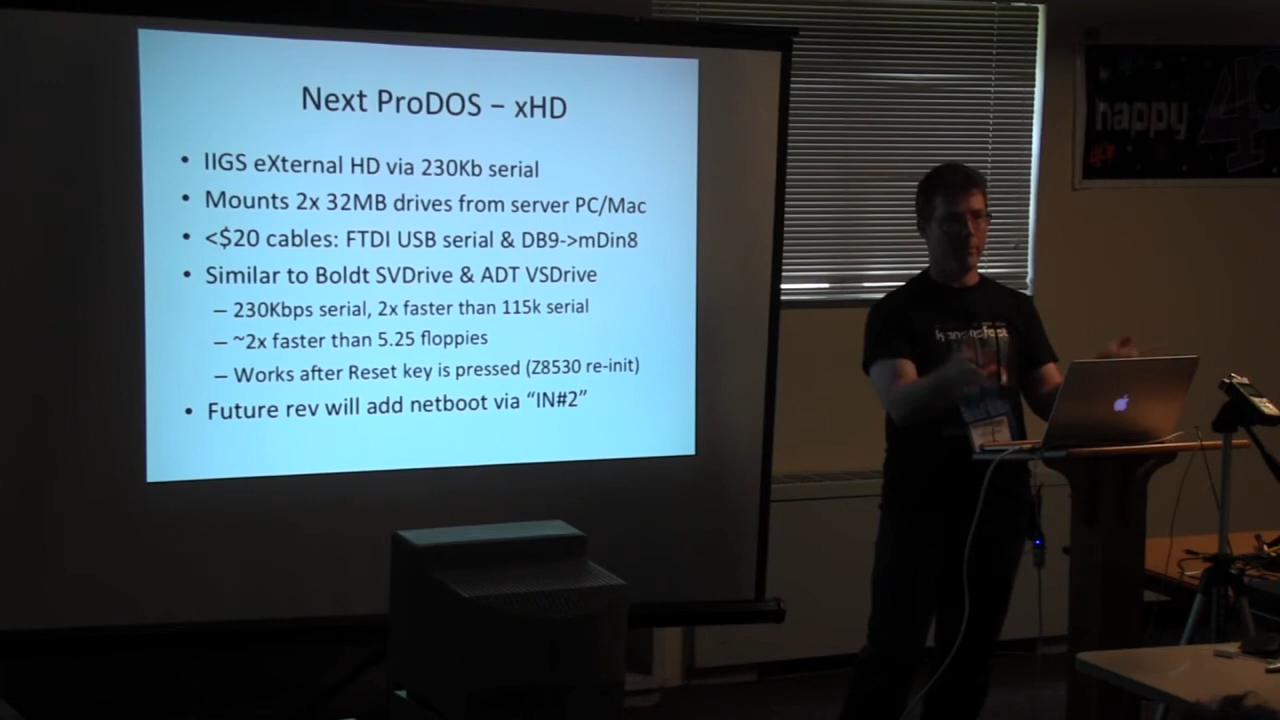 Next ProDOS – xHD
• IIGS eXternal HD via 230Kb serial
• Mounts 2x 32MB drives from server PC/Mac
• <$20 cables: FTDI USB serial & DB9->mDin8
• Similar to Boldt SVDrive & ADT VSDrive
– 230Kbps serial, 2x faster than 115k serial
– ~2x faster than 5.25 floppies
– Works after Reset key is pressed (Z8530 re-init)
• Future rev will add netboot via “IN#2”
happy
40
kansasfest